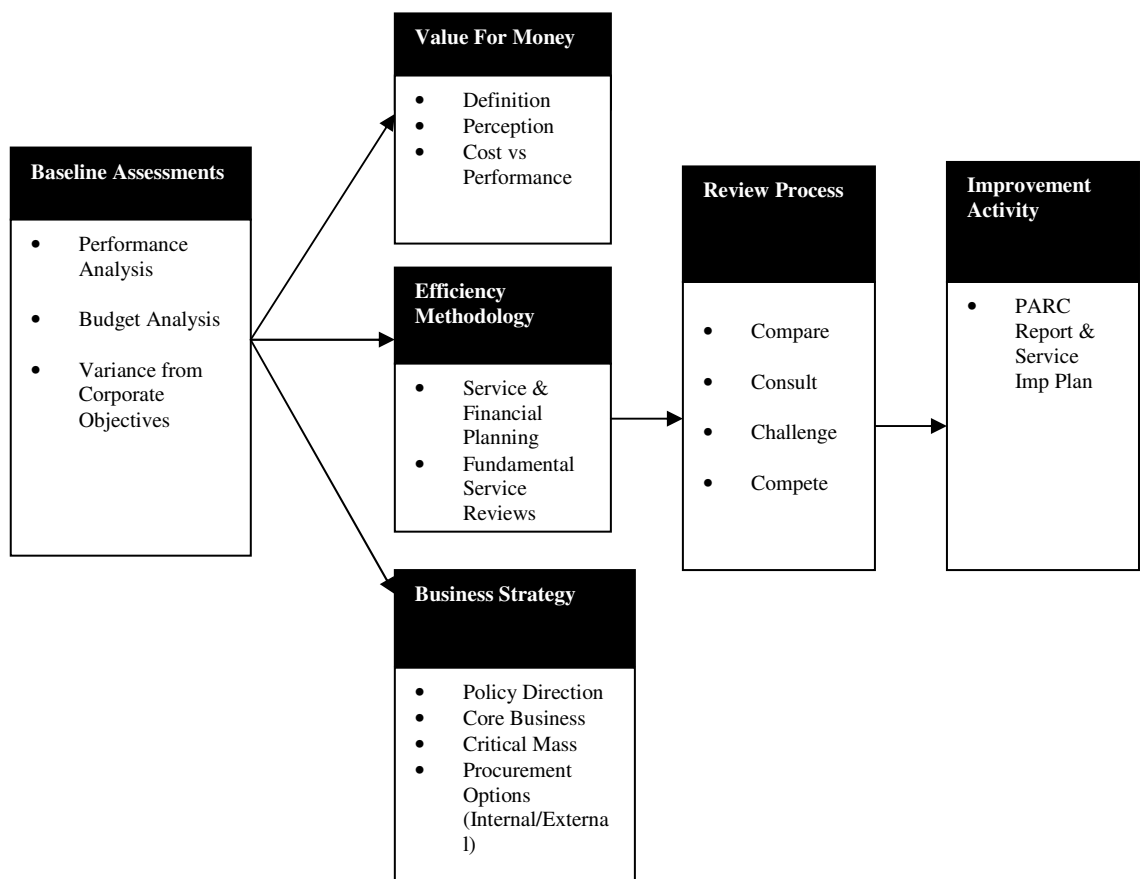 Value For Money
Definition
Perception
Cost vs
Performance
Baseline Assessments
Performance
Analysis
Budget Analysis
Variance from
Corporate
Objectives
Efficiency
Methodology
Service &
Financial
Planning
Fundamental
Service
Reviews
Business Strategy
Policy Direction
Core Business
Critical Mass
Procurement
Options
(Internal/Externa
l)
Review Process
Compare
Consult
Challenge
Compete
Improvement
Activity
PARC
Report &
Service
Imp Plan